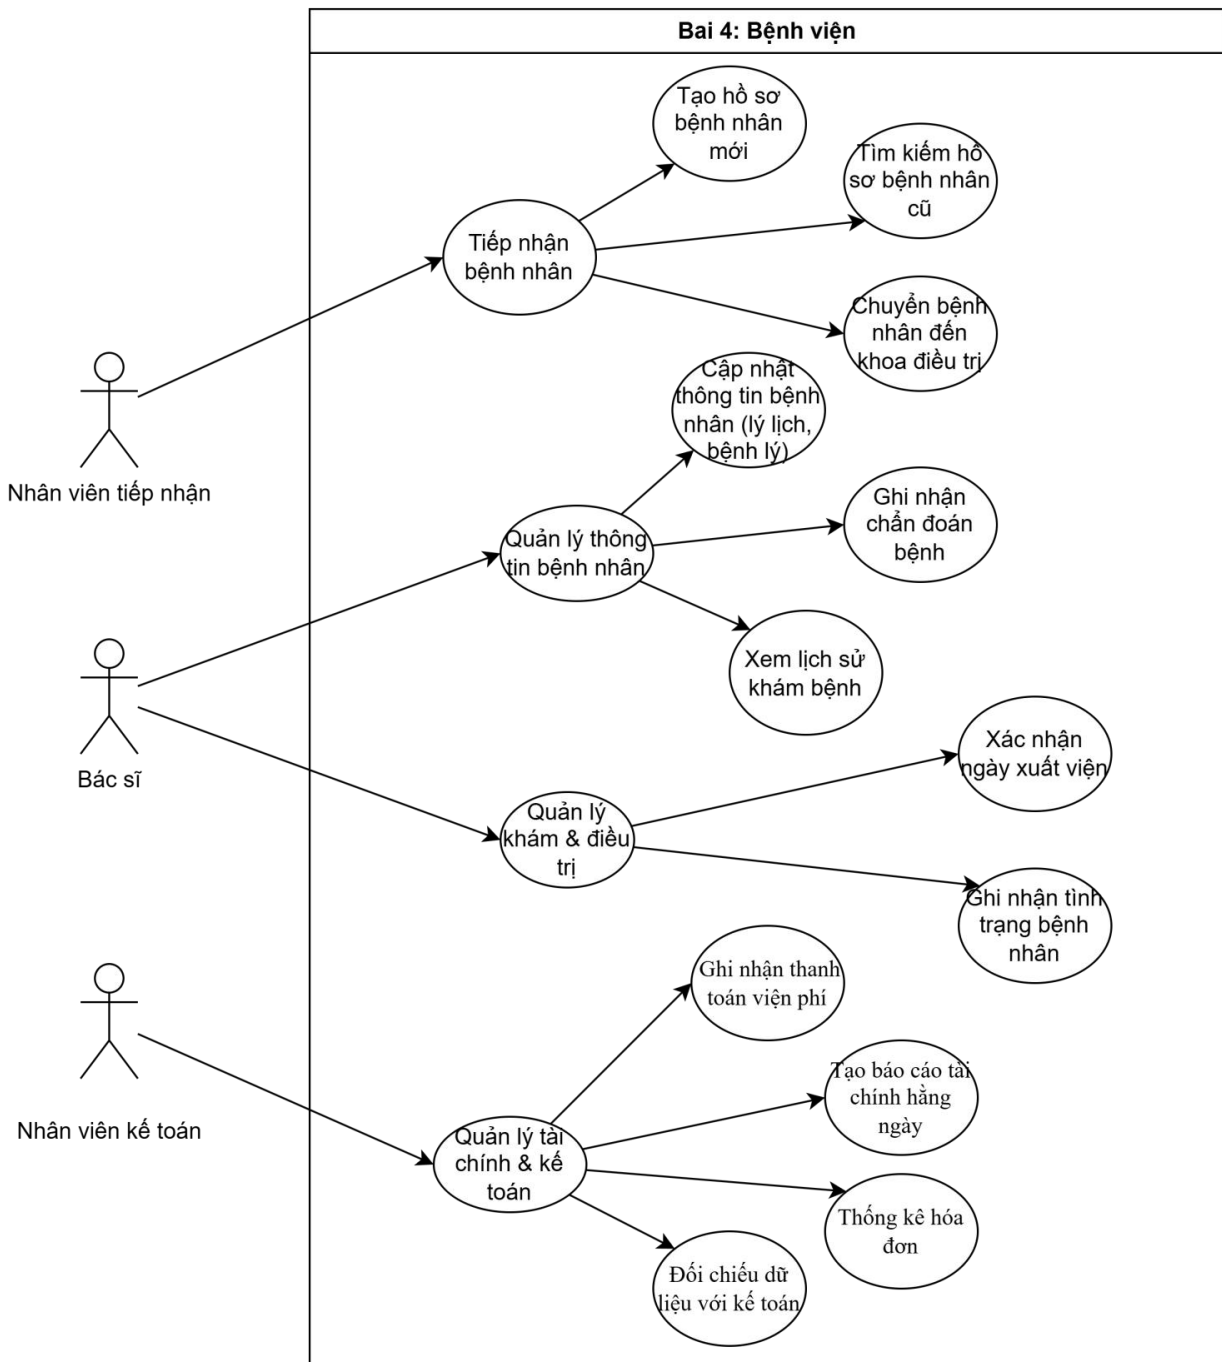 Bai 4: Bệnh viện
Tạo hồ sơ
bệnh nhân
mới
Tìm kiếm hồ
sơ bệnh nhân
cũ
Tiếp nhận
bệnh nhân
Chuyển bệnh
nhân đến
khoa điều trị
Nhân viên tiếp nhận
Cập nhật
thông tin bệnh
nhân (lý lịch,
bệnh lý)
Ghi nhận
chẩn đoán
bệnh
Quản lý thông
tin bệnh nhân
Xem lịch sử
khám bệnh
Bác sĩ
Xác nhận
ngày xuất viện
Quản lý
khám & điều
trị
Ghi nhận tình
trạng bệnh
nhân
Ghi nhận thanh
toán viện phí
Nhân viên kế toán
Tạo báo cáo tài
chính hằng
ngày
Quản lý tài
chính & kế
toán
Thống kê hóa
đơn
Đối chiếu dữ
liệu với kế toán